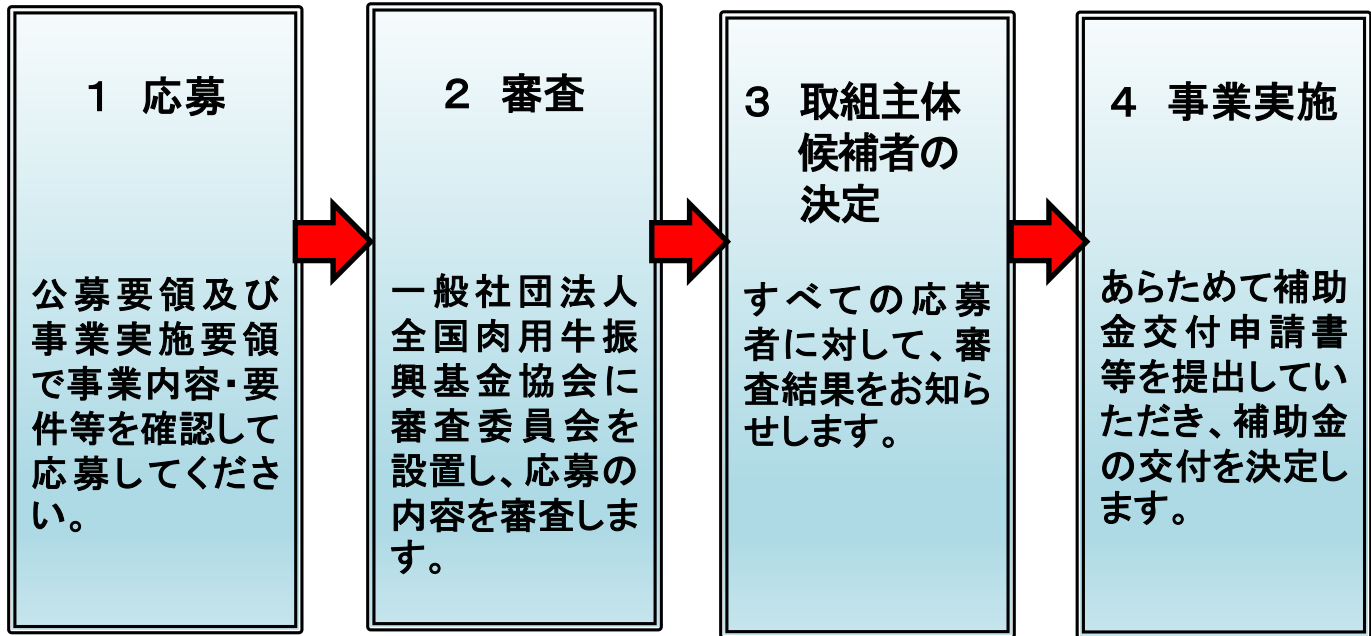 1 応募
公募要領及び
事業実施要領
で事業内容・要
件等を確認して
応募してくださ
い。
2 審査
一般社団法人
全国肉用牛振
興基金協会に
審査委員会を
設置し、応募の
内容を審査しま
す。
3 取組主体
候補者の
決定
すべての応募
者に対して、審
査結果をお知ら
せします。
4 事業実施
あらためて補助
金交付申請書
等を提出してい
ただき、補助金
の交付を決定し
ます。